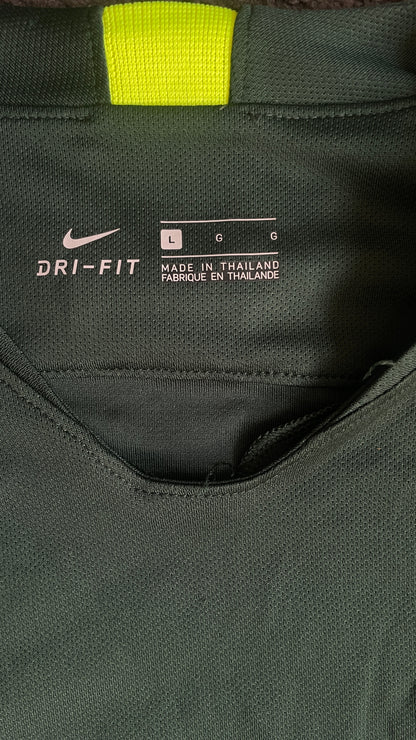 L G G
DRI-FIT
MADE IN THAILAND
FABRIQUE EN THAILANDE